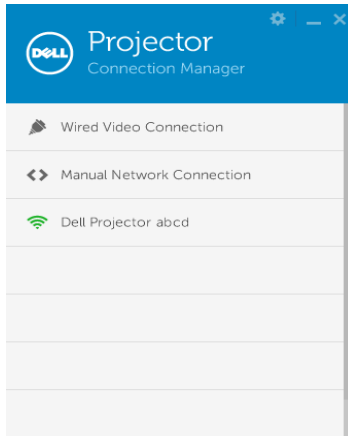 DELL
Projector
Connection Manager
Wired Video Connection
Manual Network Connection
Dell Projector abcd